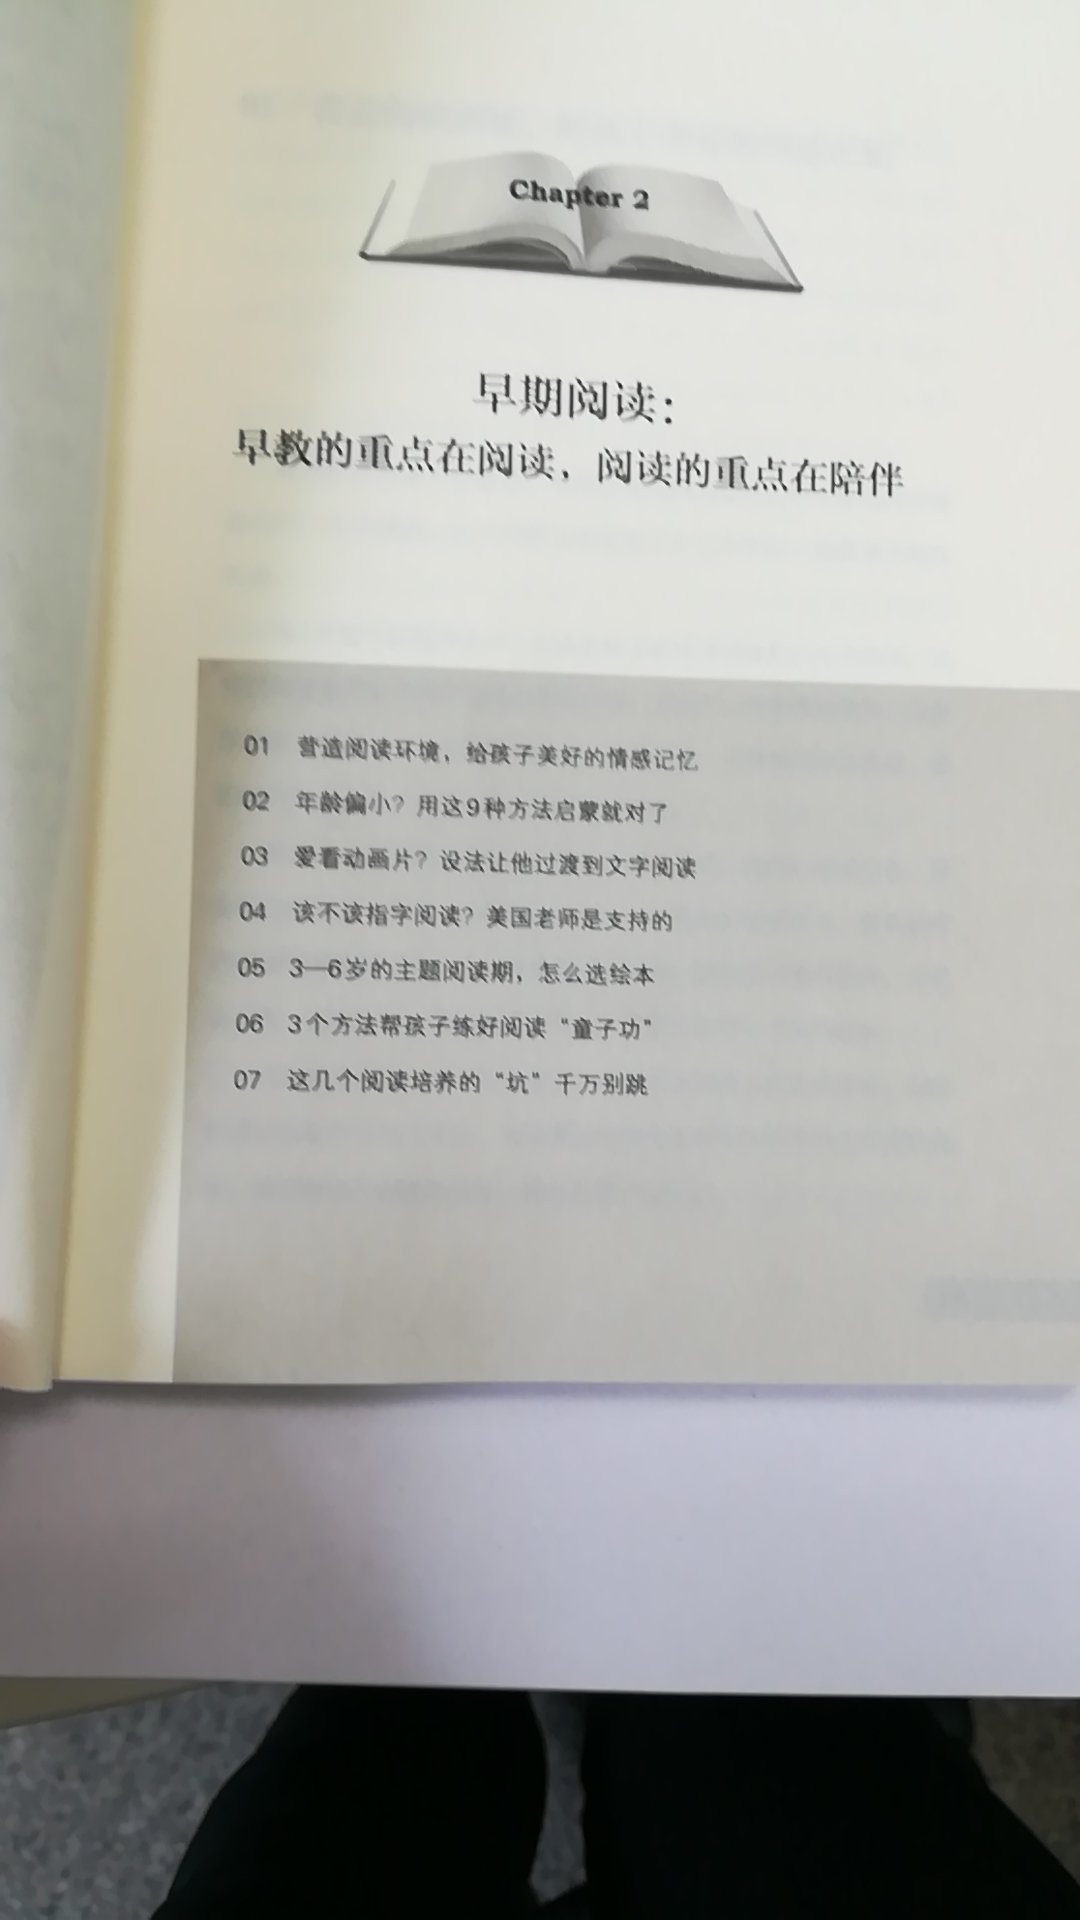 Chapter 2
早期阅读：
早教的重点在阅读，阅读的重点在陪伴
01 营造阅读环境，给孩子美好的情感记忆
02 年龄偏小？用这9种方法启蒙就对了
03 爱看动画片？设法让他过渡到文字阅读
04 该不该指字阅读？美国老师是支持的
05 3—6岁的主题阅读期，怎么选绘本
06 3个方法帮孩子练好阅读“童子功”
07 这几个阅读培养的“坑”千万别跳